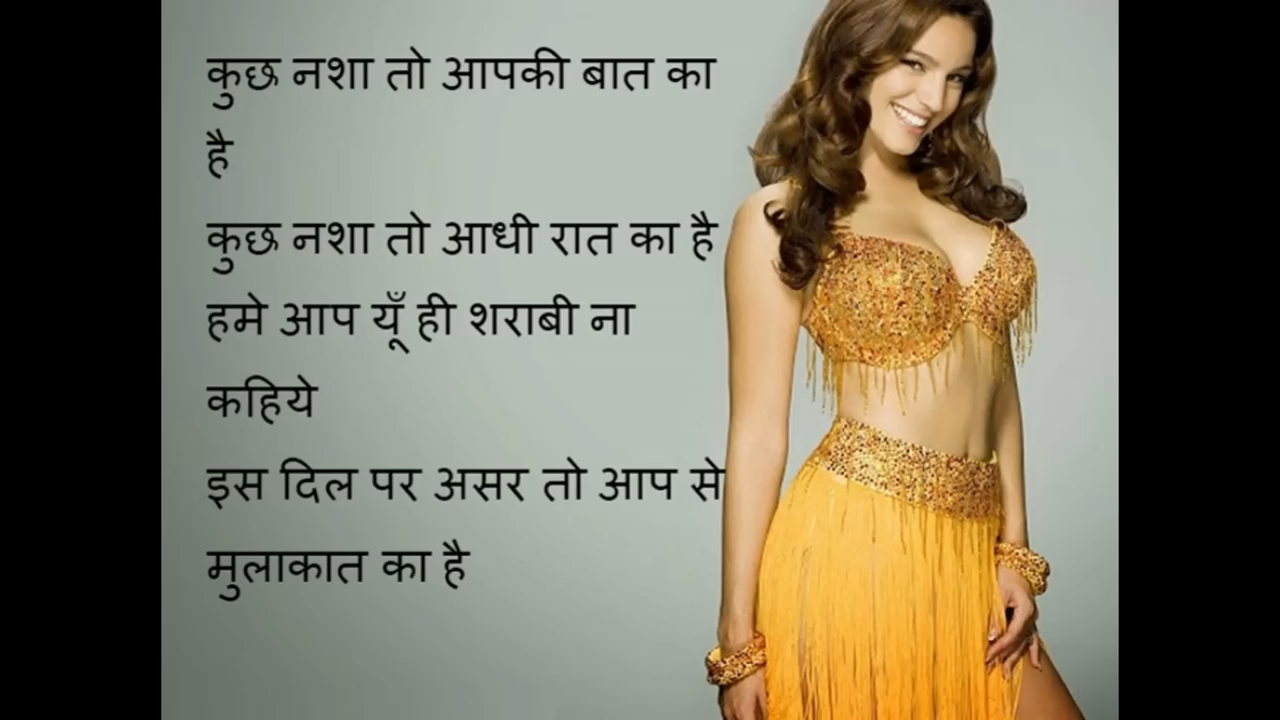 कुछ नशा तो आपकी बात का
है
कुछ नशा तो आधी रात का है
हमे आप यूँ ही शराबी ना
कहिये
इस दिल पर असर तो आप से
मुलाकात का है